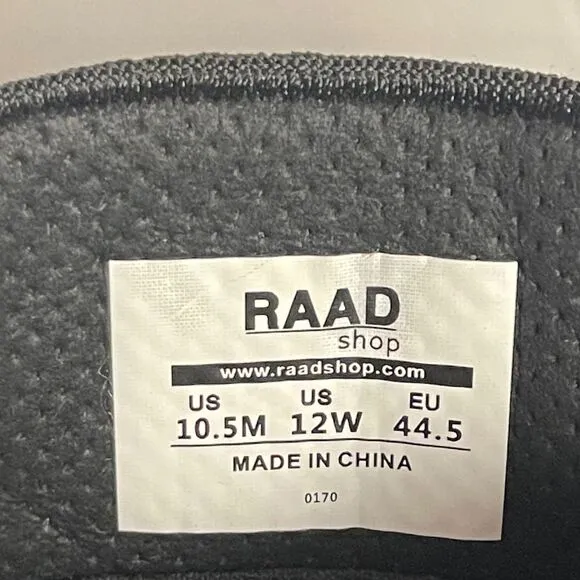 RAAD
shop
www.raadshop.com
US US EU
10.5M 12W 44.5
MADE IN CHINA
0170